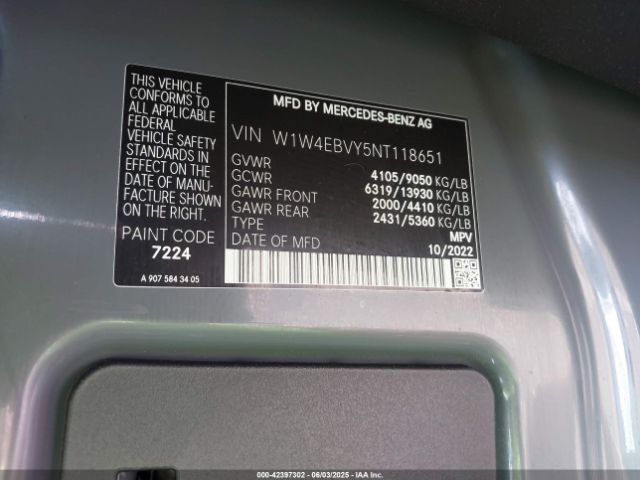 THIS VEHICLE
CONFORMS TO
ALL APPLICABLE
FEDERAL
VEHICLE SAFETY
STANDARDS IN
EFFECT ON THE
DATE OF MANU-
FACTURE SHOWN
ON THE RIGHT.
PAINT CODE
7224
A 907 584 34 05
MFD BY MERCEDES-BENZ AG
VIN W1W4EBVY5NT118651
GVWR 4105/9050 KG/LB
GCWR 6319/13930 KG/LB
GAWR FRONT 2000/4410 KG/LB
GAWR REAR 2431/5360 KG/LB
TYPE MPV
DATE OF MFD 10/2022
000-42397302 - 06/03/2025 - IAA Inc.